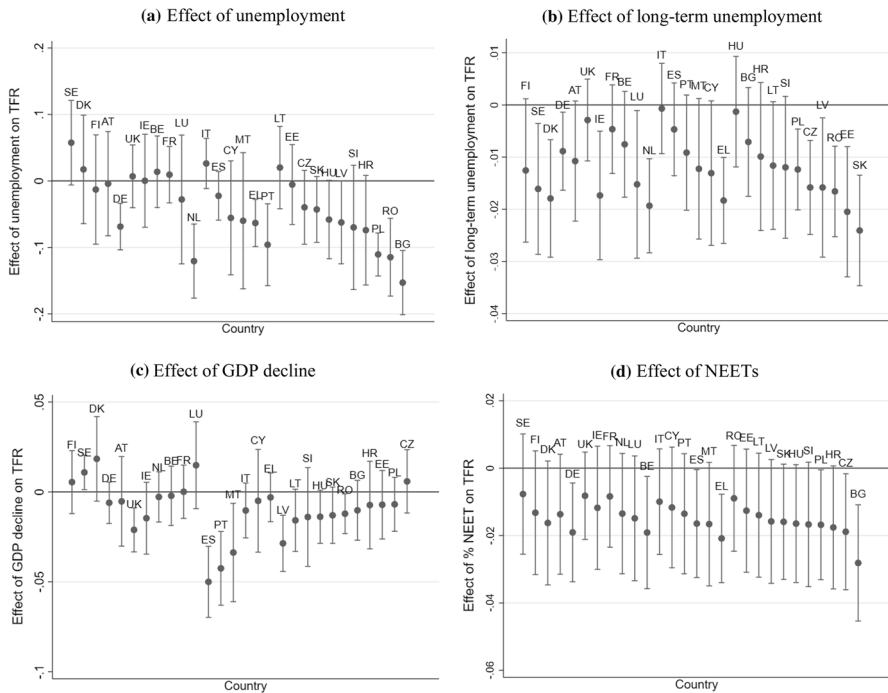 (a) Effect of unemployment
Effect of unemployment on TFR
.2
.1
0
-.1
-.2
SE
DK
FI
AT
DE
UK
IE
BE
FR
LU
NL
IT
ES
CY
MT
EL
PT
LT
EE
CZ
SK
HU
LV
SI
HR
PL
RO
BG
Country
(b) Effect of long-term unemployment
Effect of long-term unemployment on TFR
.01
0
-.01
-.02
-.03
-.04
FI
SE
DK
DE
AT
UK
IE
FR
BE
LU
NL
IT
ES
PT
MT
CY
EL
HU
BG
HR
LT
SI
PL
CZ
LV
RO
EE
SK
Country
(c) Effect of GDP decline
Effect of GDP decline on TFR
.05
0
-.05
-.1
FI
SE
DK
DE
AT
UK
IE
NL
BE
FR
LU
ES
PT
MT
IT
CY
EL
LV
LT
SI
HU
SK
RO
BG
HR
EE
PL
CZ
Country
(d) Effect of NEETs
Effect of % NEET on TFR
.02
0
-.02
-.04
-.06
SE
FI
DK
AT
DE
UK
IE
FR
NL
LU
BE
IT
CY
PT
ES
MT
EL
RO
EE
LT
LV
SK
HU
SI
PL
HR
CZ
BG
Country